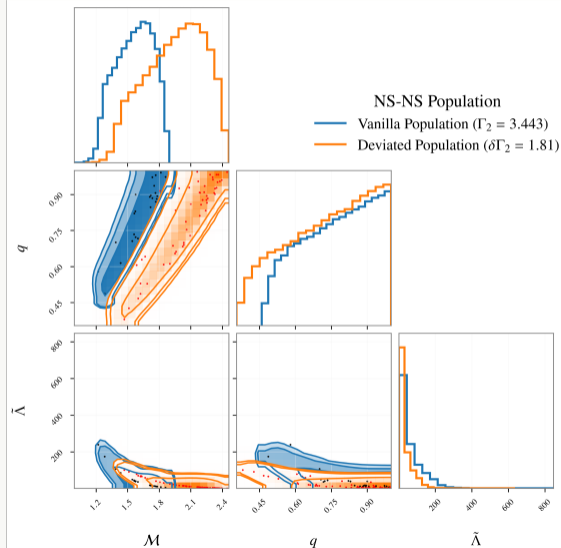 NS-NS Population
Vanilla Population (Γ₂ = 3.443)
Deviated Population (δΓ₂ = 1.81)
0.90
0.75
0.60
0.45
q
800
600
400
200
Λ̃
1.2 1.5 1.8 2.1 2.4
0.45 0.60 0.75 0.90
200 400 600 800
ℳ q Λ̃